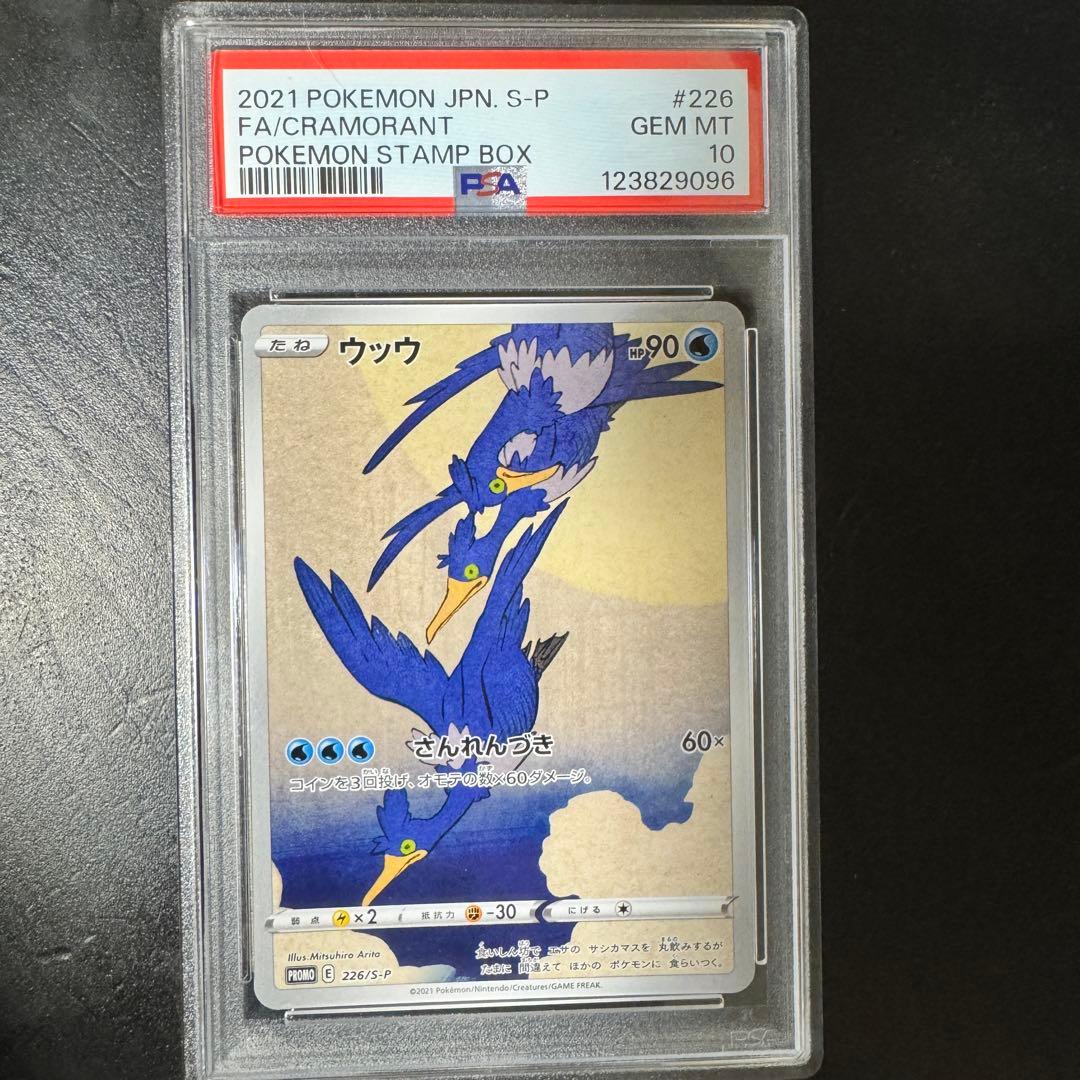 2021 POKEMON JPN. S-P #226
FA/CRAMORANT GEM MT
POKEMON STAMP BOX 10
PSA 123829096
たね ウッウ HP90
さんれんづき 60×
コインを3回投げ、オモテの数×60ダメージ。
弱点 ×2 抵抗力 -30 にげる
Illus.Mitsuhiro Arita
食いしん坊で エサの サシカマスを 丸飲みするが
たまに 間違えて ほかの ポケモンに 食らいつく。
PROMO E 226/S-P
©2021 Pokémon/Nintendo/Creatures/GAME FREAK.
PSA